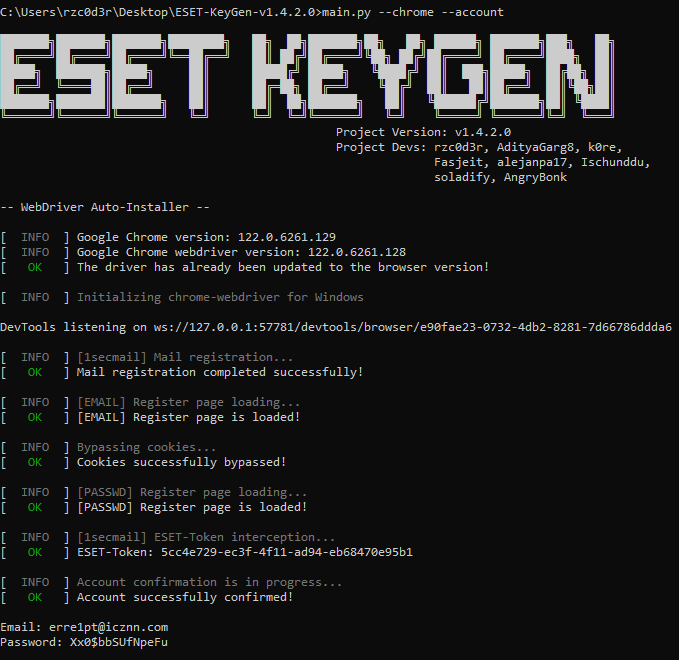 C:\Users\rzc0d3r\Desktop\ESET-KeyGen-v1.4.2.0>main.py --chrome --account
ESET KEYGEN
Project Version: v1.4.2.0
Project Devs: rzc0d3r, AdityaGarg8, k0re,
Fasjeit, alejanpa17, Ischunddu,
soladify, AngryBonk
-- WebDriver Auto-Installer --
[ INFO ] Google Chrome version: 122.0.6261.129
[ INFO ] Google Chrome webdriver version: 122.0.6261.128
[ OK ] The driver has already been updated to the browser version!
[ INFO ] Initializing chrome-webdriver for Windows
DevTools listening on ws://127.0.0.1:57781/devtools/browser/e90fae23-0732-4db2-8281-7d66786ddda6
[ INFO ] [1secmail] Mail registration...
[ OK ] Mail registration completed successfully!
[ INFO ] [EMAIL] Register page loading...
[ OK ] [EMAIL] Register page is loaded!
[ INFO ] Bypassing cookies...
[ OK ] Cookies successfully bypassed!
[ INFO ] [PASSWD] Register page loading...
[ OK ] [PASSWD] Register page is loaded!
[ INFO ] [1secmail] ESET-Token interception...
[ OK ] ESET-Token: 5cc4e729-ec3f-4f11-ad94-eb68470e95b1
[ INFO ] Account confirmation is in progress...
[ OK ] Account successfully confirmed!
Email: erre1pt@icznn.com
Password: Xx0$bbSUfNpeFu